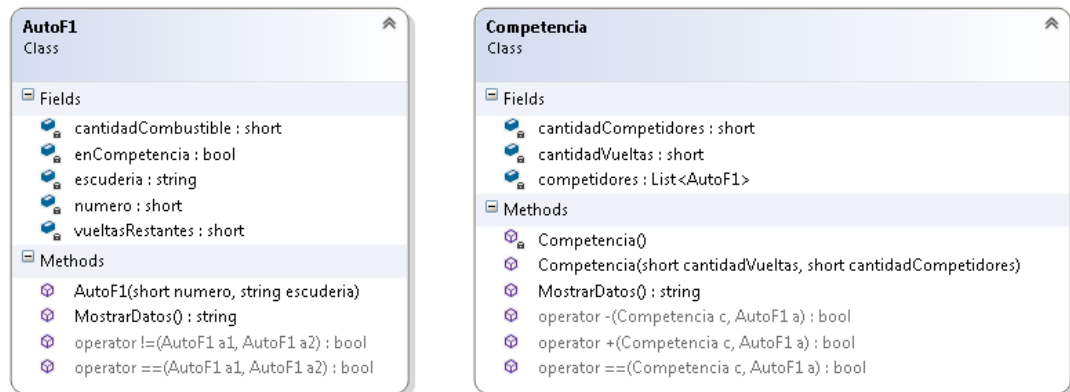 AutoF1
Class
Fields
cantidadCombustible : short
enCompetencia : bool
escuderia : string
numero : short
vueltasRestantes : short
Methods
AutoF1(short numero, string escuderia)
MostrarDatos() : string
operator !=(AutoF1 a1, AutoF1 a2) : bool
operator ==(AutoF1 a1, AutoF1 a2) : bool
Competencia
Class
Fields
cantidadCompetidores : short
cantidadVueltas : short
competidores : List<AutoF1>
Methods
Competencia()
Competencia(short cantidadVueltas, short cantidadCompetidores)
MostrarDatos() : string
operator -(Competencia c, AutoF1 a) : bool
operator +(Competencia c, AutoF1 a) : bool
operator ==(Competencia c, AutoF1 a) : bool